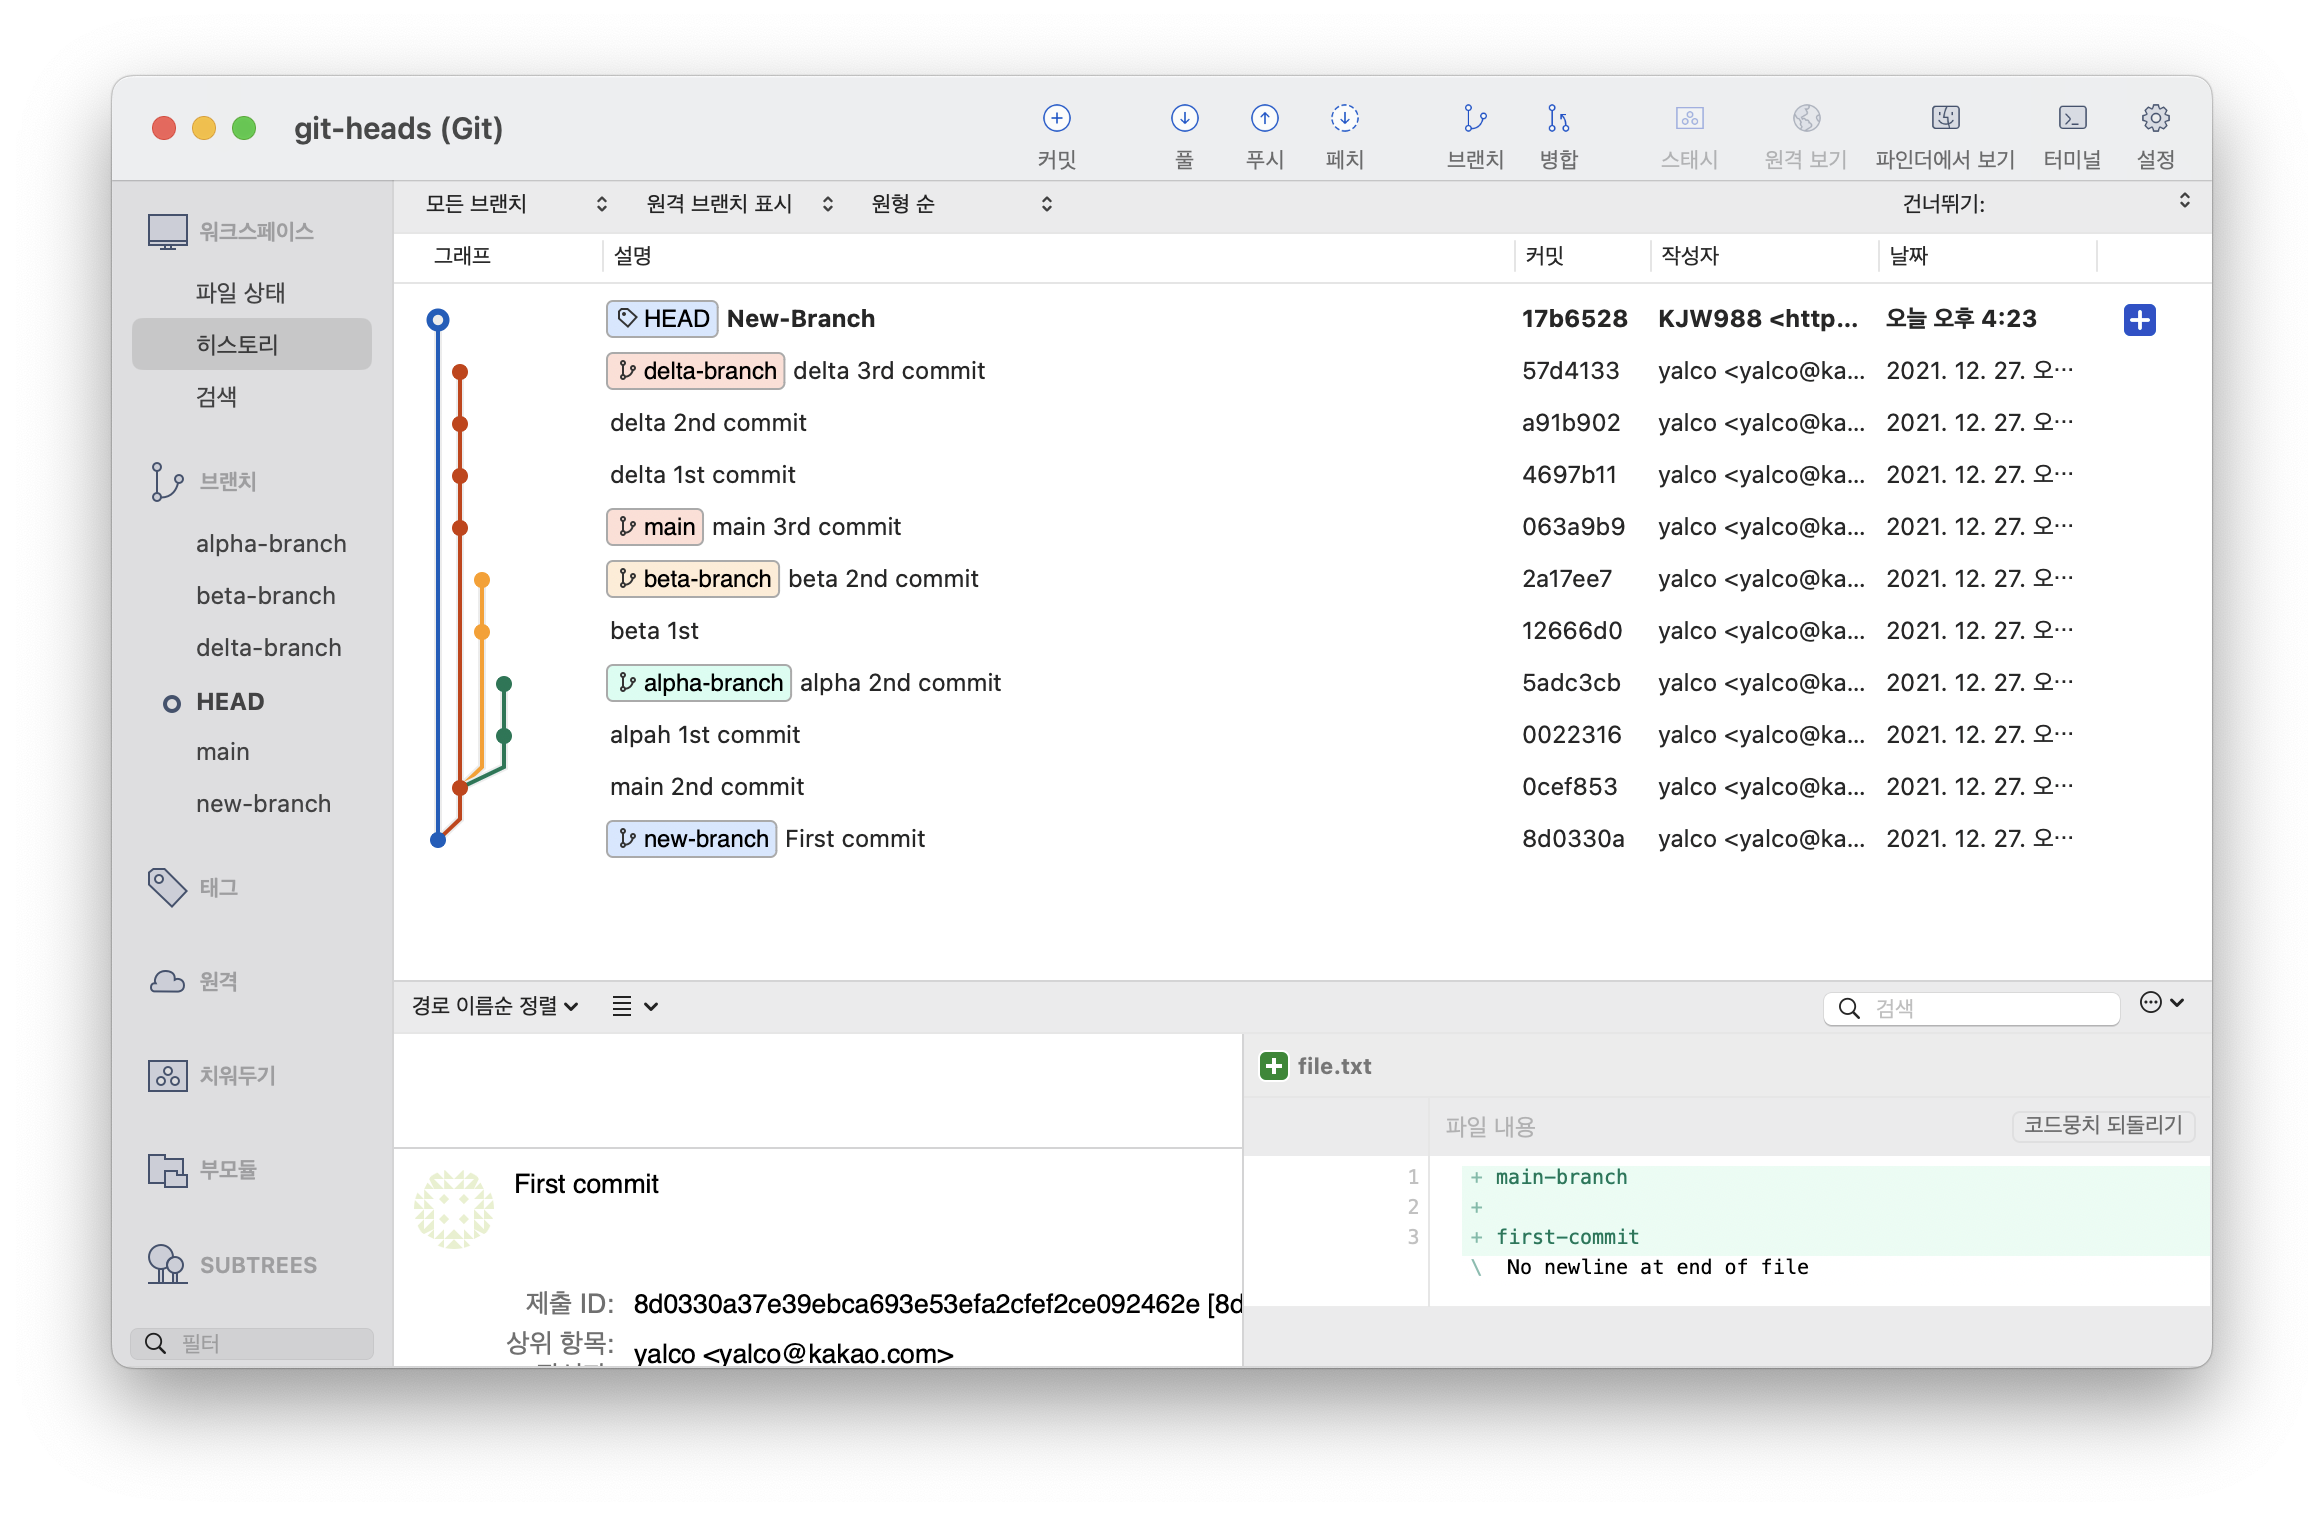 git-heads (Git)
커밋 풀 푸시 페치 브랜치 병합 스태시 원격 보기 파인더에서 보기 터미널 설정
모든 브랜치 원격 브랜치 표시 원형 순 건너뛰기:
그래프 설명 커밋 작성자 날짜
HEAD New-Branch 17b6528 KJW988 <http... 오늘 오후 4:23
delta-branch delta 3rd commit 57d4133 yalco <yalco@ka... 2021. 12. 27. 오…
delta 2nd commit a91b902 yalco <yalco@ka... 2021. 12. 27. 오…
delta 1st commit 4697b11 yalco <yalco@ka... 2021. 12. 27. 오…
main main 3rd commit 063a9b9 yalco <yalco@ka... 2021. 12. 27. 오…
beta-branch beta 2nd commit 2a17ee7 yalco <yalco@ka... 2021. 12. 27. 오…
beta 1st 12666d0 yalco <yalco@ka... 2021. 12. 27. 오…
alpha-branch alpha 2nd commit 5adc3cb yalco <yalco@ka... 2021. 12. 27. 오…
alpah 1st commit 0022316 yalco <yalco@ka... 2021. 12. 27. 오…
main 2nd commit 0cef853 yalco <yalco@ka... 2021. 12. 27. 오…
new-branch First commit 8d0330a yalco <yalco@ka... 2021. 12. 27. 오…
워크스페이스
파일 상태
히스토리
검색
브랜치
alpha-branch
beta-branch
delta-branch
HEAD
main
new-branch
태그
원격
치워두기
부모듈
SUBTREES
필터
경로 이름순 정렬 검색
First commit
제출 ID: 8d0330a37e39ebca693e53efa2cfef2ce092462e [8d
상위 항목:
yalco <yalco@kakao.com>
file.txt
파일 내용 코드뭉치 되돌리기
1 + main-branch
2 +
3 + first-commit
\ No newline at end of file